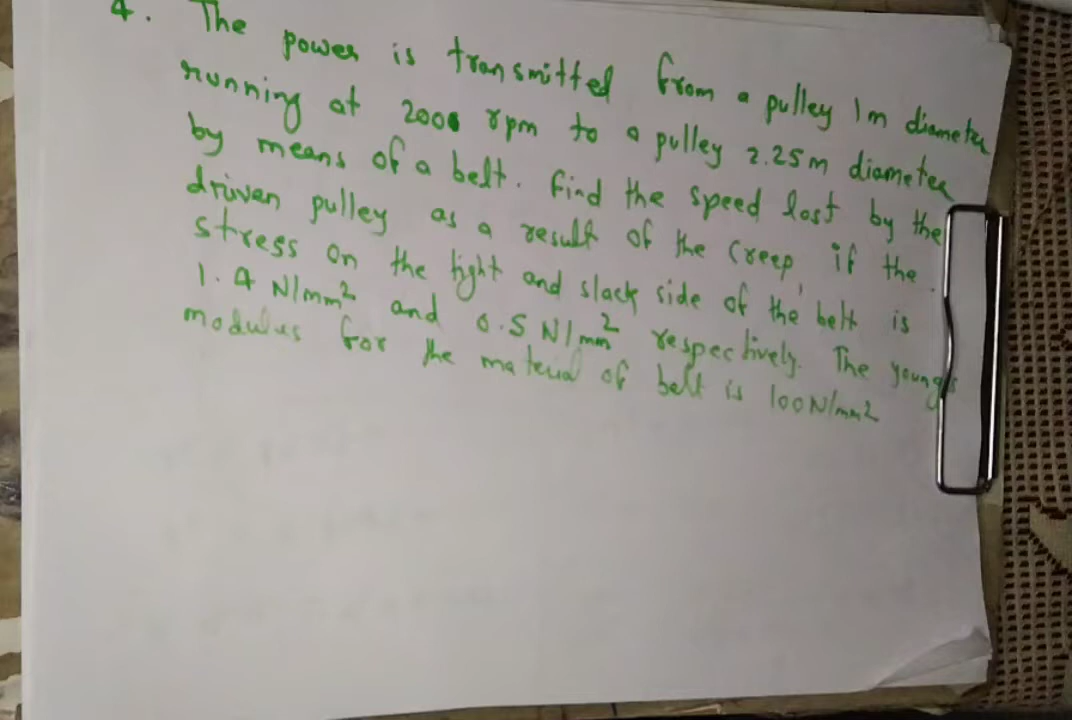 4. The power is transmitted from a pulley 1m diameter
running at 200 rpm to a pulley 2.25m diameter
by means of a belt. find the speed lost by the
driven pulley as a result of the creep, if the
stress on the tight and slack side of the belt is
1.4 N/mm² and 0.5 N/mm² respectively. The young's
modulus for the material of belt is 100N/mm2